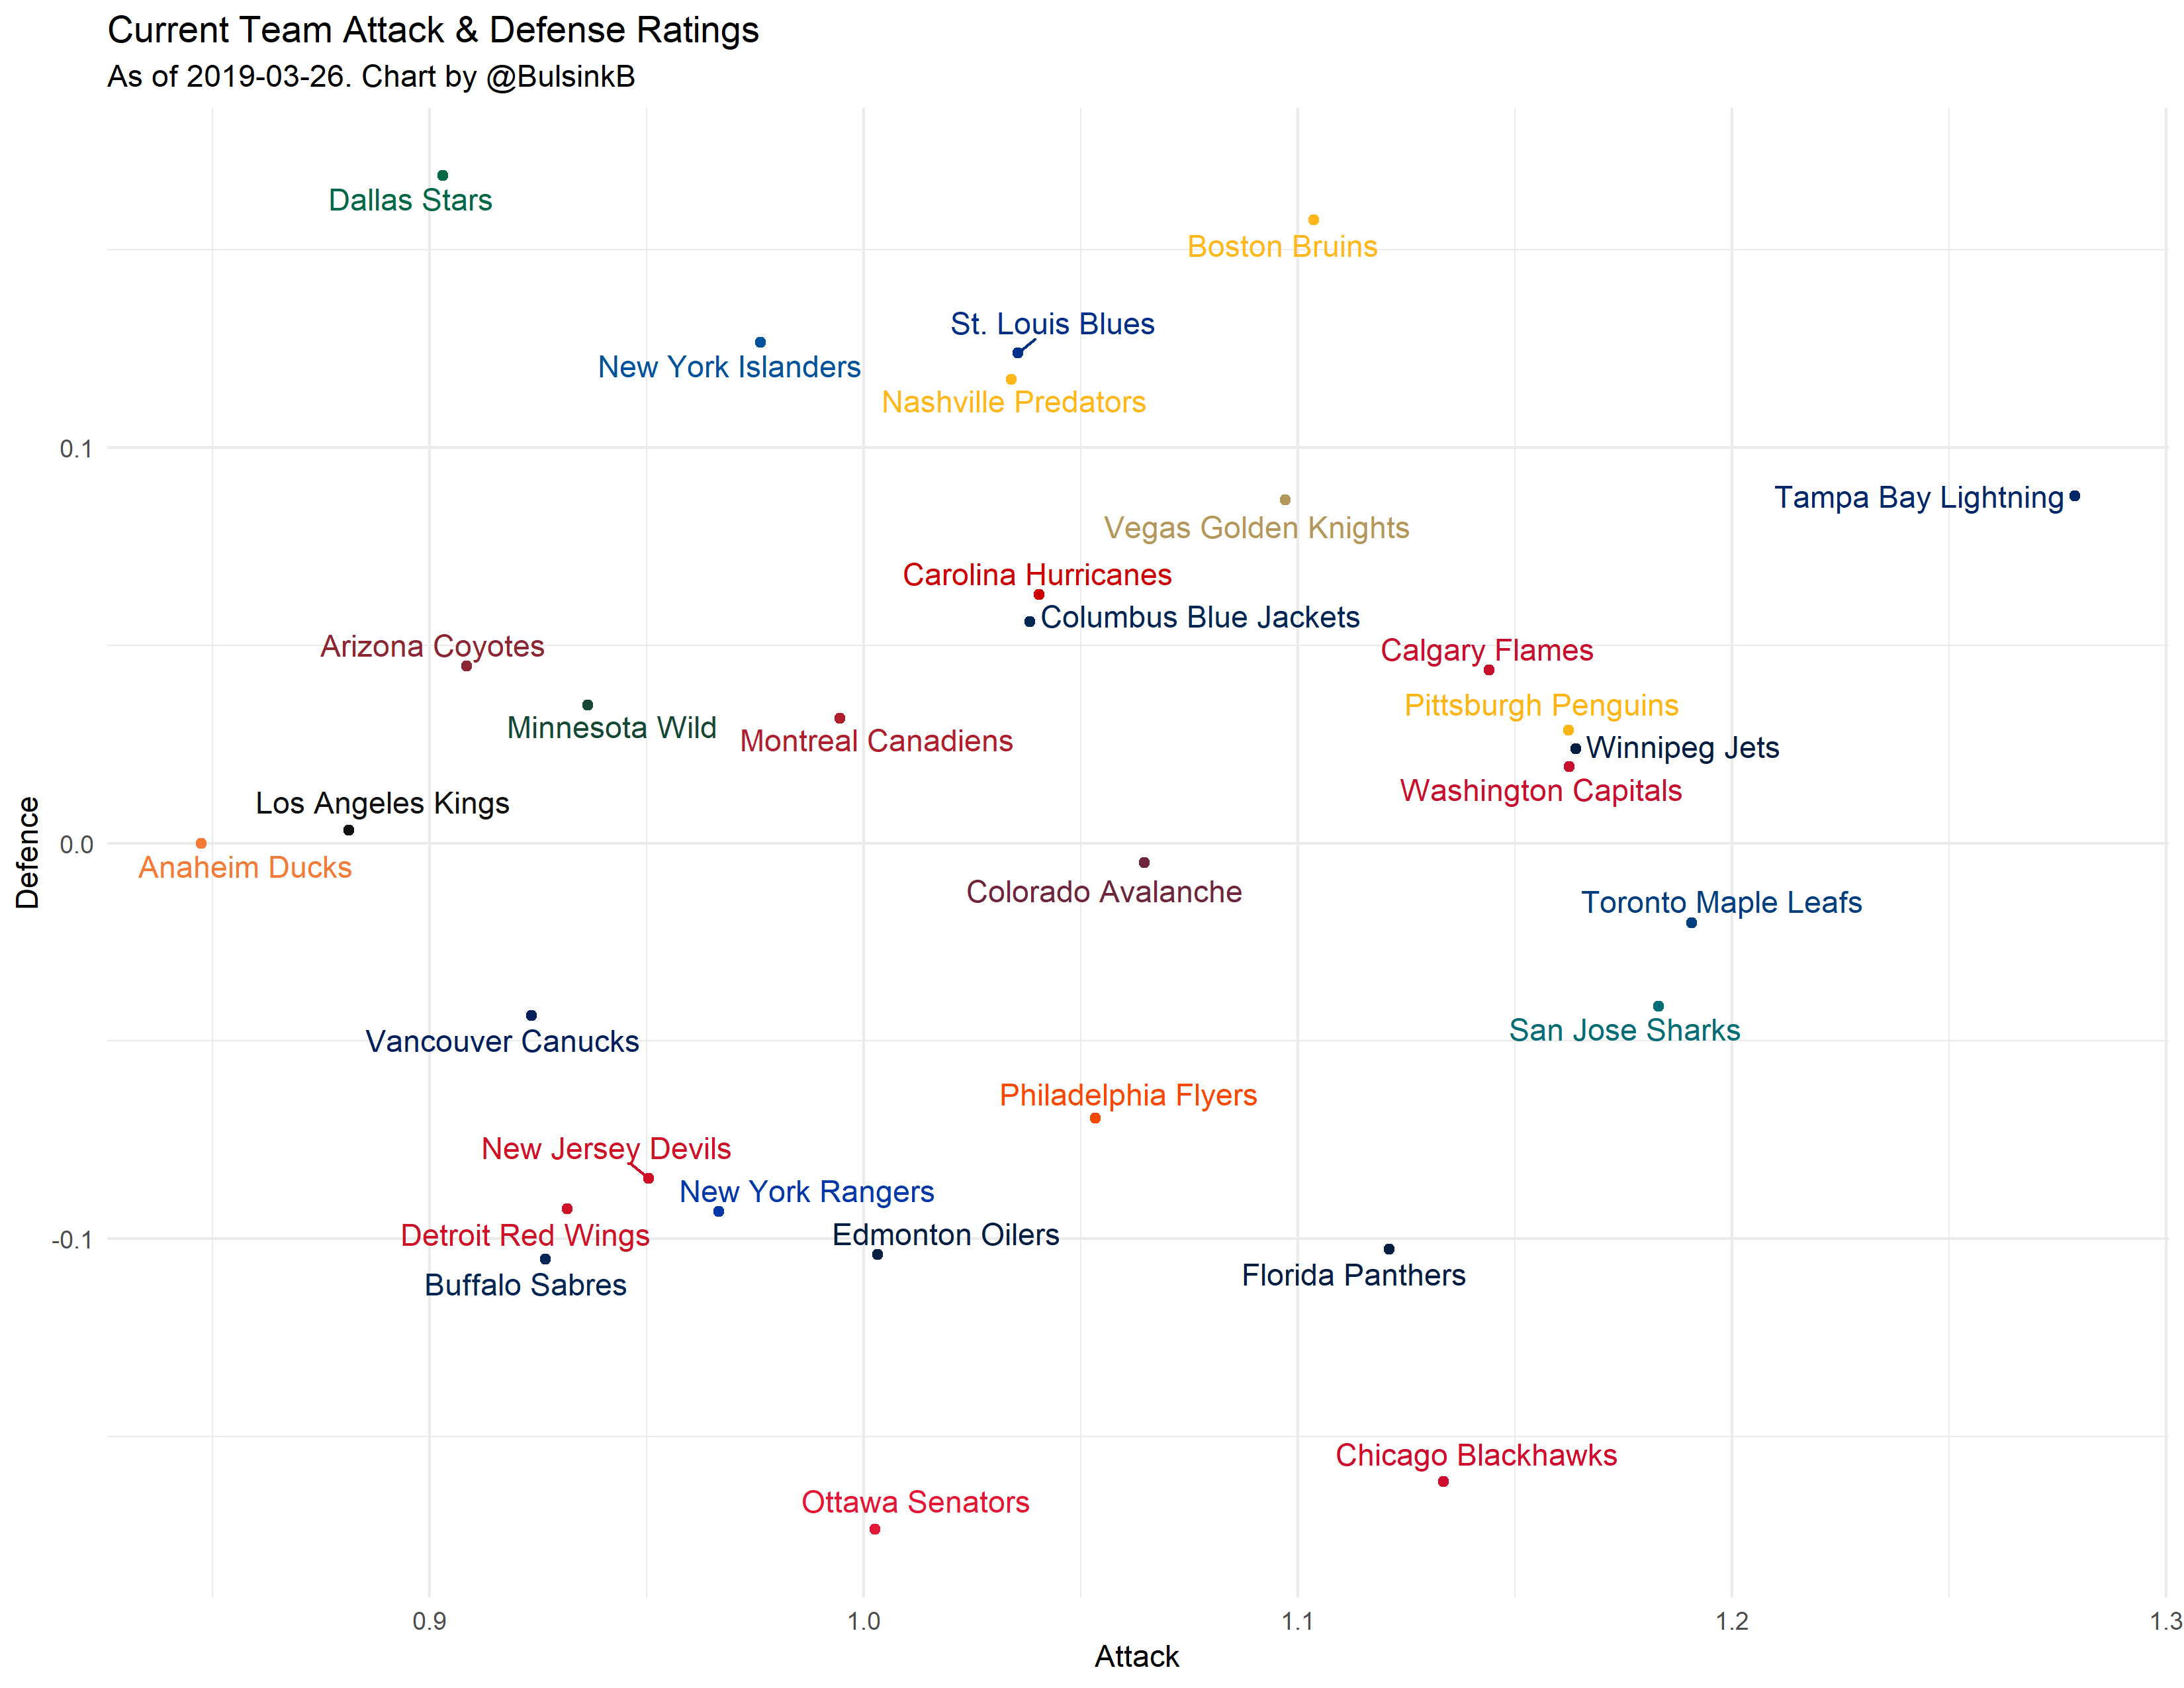 Current Team Attack & Defense Ratings
As of 2019-03-26. Chart by @BulsinkB
Dallas Stars
Boston Bruins
St. Louis Blues
New York Islanders
Nashville Predators
0.1
Tampa Bay Lightning
Vegas Golden Knights
Carolina Hurricanes
Columbus Blue Jackets
Arizona Coyotes
Calgary Flames
Pittsburgh Penguins
Minnesota Wild
Montreal Canadiens
Winnipeg Jets
Washington Capitals
Los Angeles Kings
Defence
0.0
Anaheim Ducks
Colorado Avalanche
Toronto Maple Leafs
San Jose Sharks
Vancouver Canucks
Philadelphia Flyers
New Jersey Devils
New York Rangers
Detroit Red Wings
Edmonton Oilers
-0.1
Florida Panthers
Buffalo Sabres
Chicago Blackhawks
Ottawa Senators
0.9
1.0
1.1
1.2
1.3
Attack